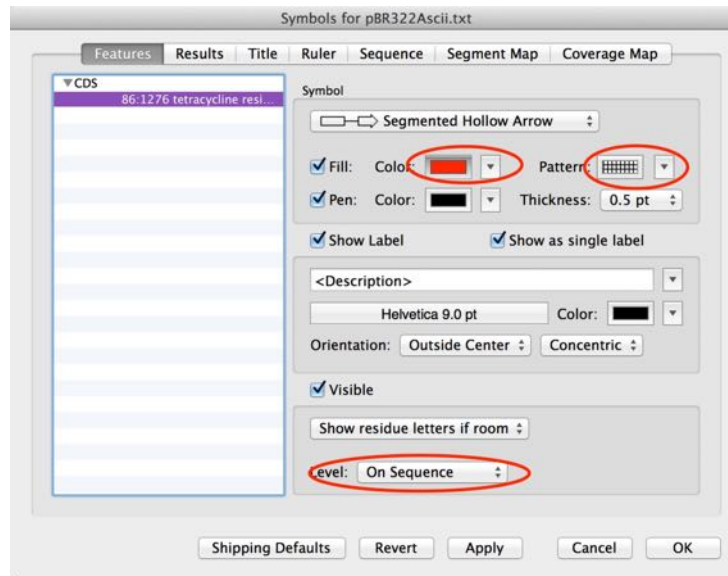 Symbols for pBR322Ascii.txt
Features Results Title Ruler Sequence Segment Map Coverage Map
CDS
86:1276 tetracycline resi...
Symbol
Segmented Hollow Arrow
Fill: Color: Pattern:
Pen: Color: Thickness: 0.5 pt
Show Label Show as single label
<Description>
Helvetica 9.0 pt Color:
Orientation: Outside Center Concentric
Visible
Show residue letters if room
Level: On Sequence
Shipping Defaults Revert Apply Cancel OK